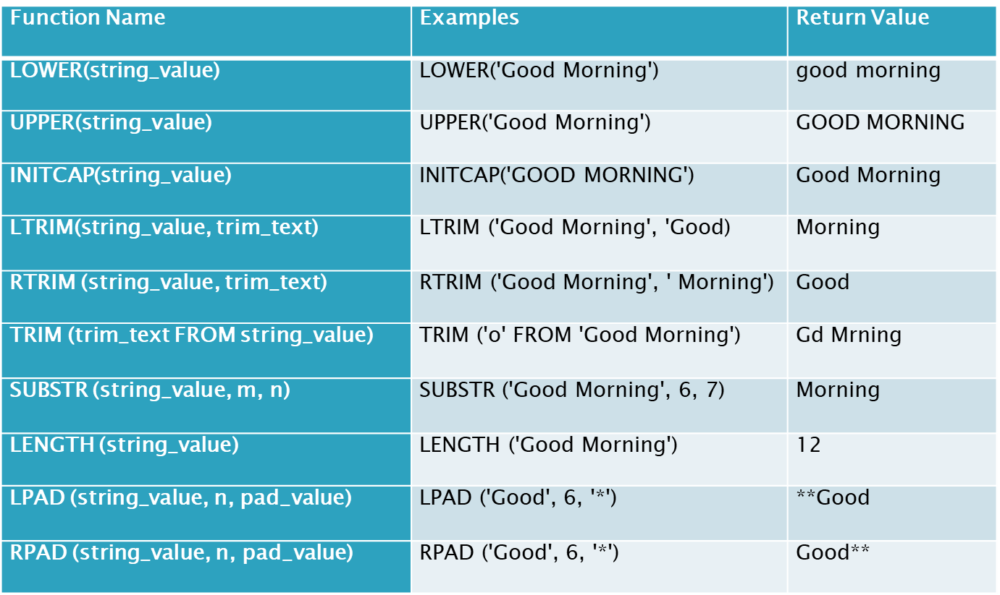 Function Name Examples Return Value
LOWER(string_value) LOWER('Good Morning') good morning
UPPER(string_value) UPPER('Good Morning') GOOD MORNING
INITCAP(string_value) INITCAP('GOOD MORNING') Good Morning
LTRIM(string_value, trim_text) LTRIM ('Good Morning', 'Good) Morning
RTRIM (string_value, trim_text) RTRIM ('Good Morning', ' Morning') Good
TRIM (trim_text FROM string_value) TRIM ('o' FROM 'Good Morning') Gd Mrning
SUBSTR (string_value, m, n) SUBSTR ('Good Morning', 6, 7) Morning
LENGTH (string_value) LENGTH ('Good Morning') 12
LPAD (string_value, n, pad_value) LPAD ('Good', 6, '*') **Good
RPAD (string_value, n, pad_value) RPAD ('Good', 6, '*') Good**